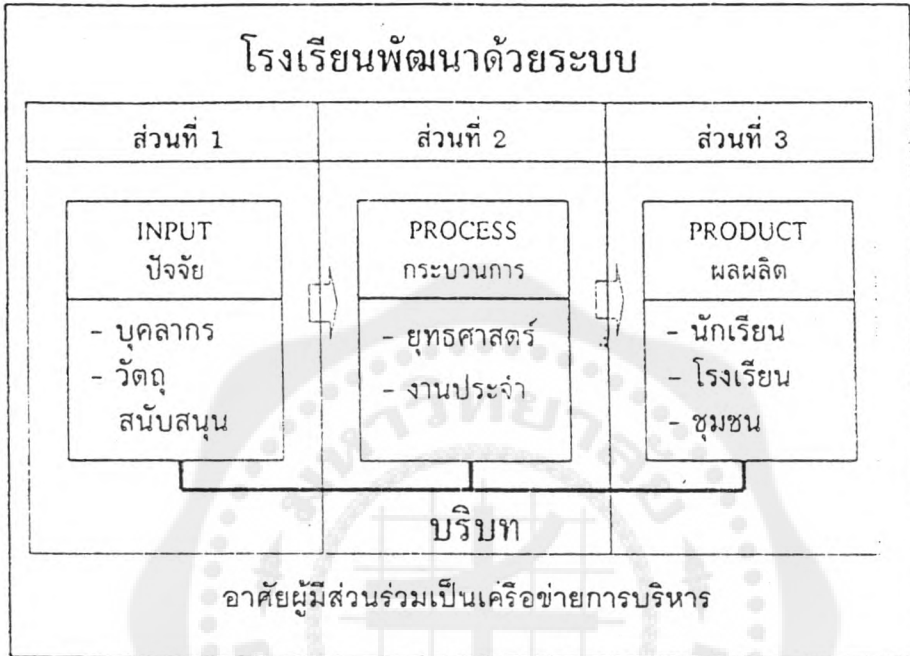 โรงเรียนพัฒนาด้วยระบบ
ส่วนที่ 1 ส่วนที่ 2 ส่วนที่ 3
INPUT
ปัจจัย
- บุคลากร
- วัตถุ
สนับสนุน
PROCESS
กระบวนการ
- ยุทธศาสตร์
- งานประจำ
PRODUCT
ผลผลิต
- นักเรียน
- โรงเรียน
- ชุมชน
บริบท
อาศัยผู้มีส่วนร่วมเป็นเครือข่ายการบริหาร